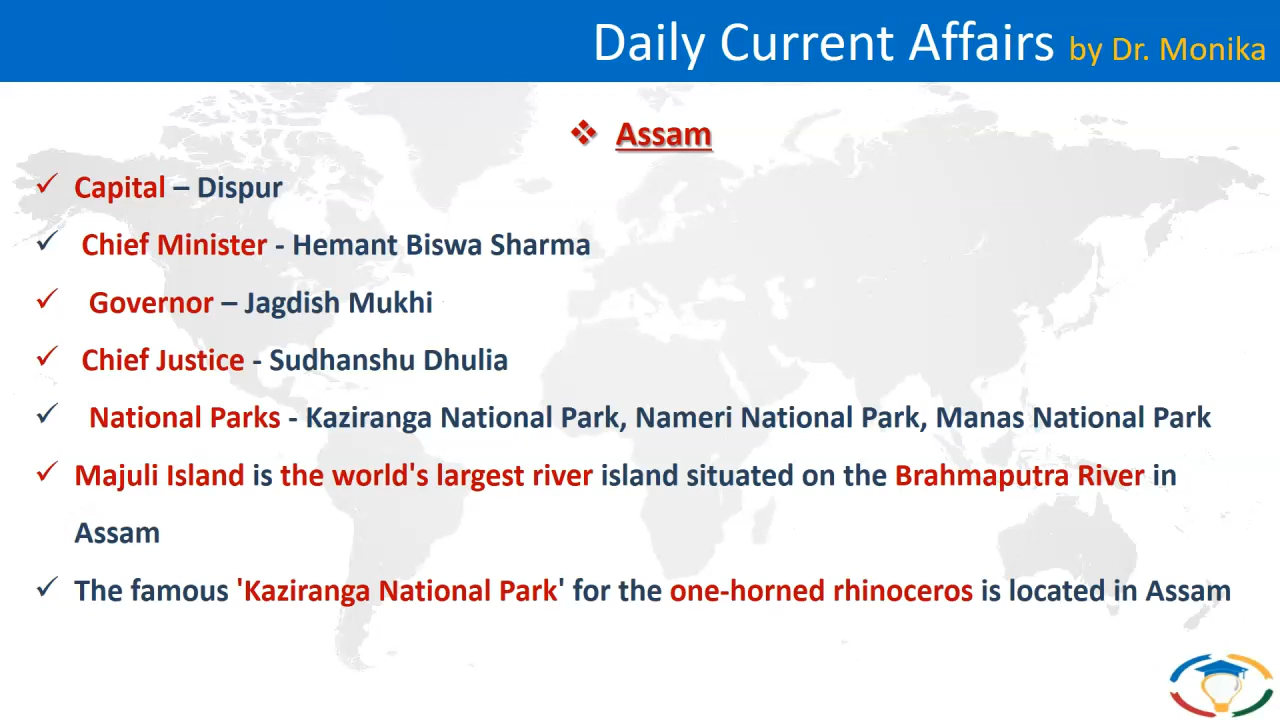 Daily Current Affairs by Dr. Monika
❖ Assam
✓ Capital – Dispur
✓ Chief Minister - Hemant Biswa Sharma
✓ Governor – Jagdish Mukhi
✓ Chief Justice - Sudhanshu Dhulia
✓ National Parks - Kaziranga National Park, Nameri National Park, Manas National Park
✓ Majuli Island is the world's largest river island situated on the Brahmaputra River in
Assam
✓ The famous 'Kaziranga National Park' for the one-horned rhinoceros is located in Assam